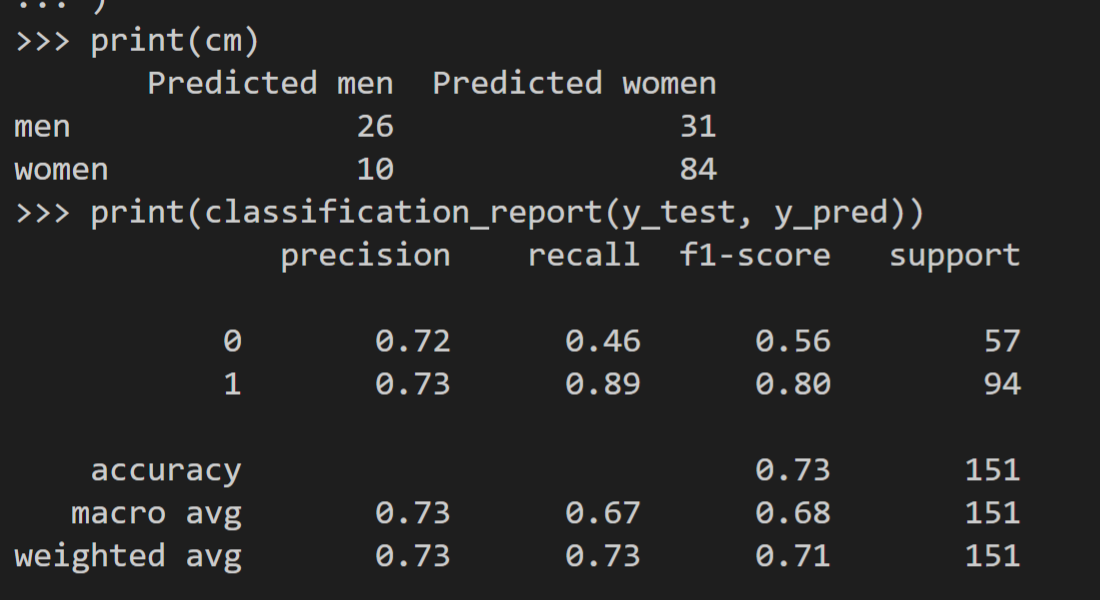 ... )
>>> print(cm)
       Predicted men  Predicted women
men               26               31
women             10               84
>>> print(classification_report(y_test, y_pred))
              precision    recall  f1-score   support

           0       0.72      0.46      0.56        57
           1       0.73      0.89      0.80        94

    accuracy                           0.73       151
   macro avg       0.73      0.67      0.68       151
weighted avg       0.73      0.73      0.71       151